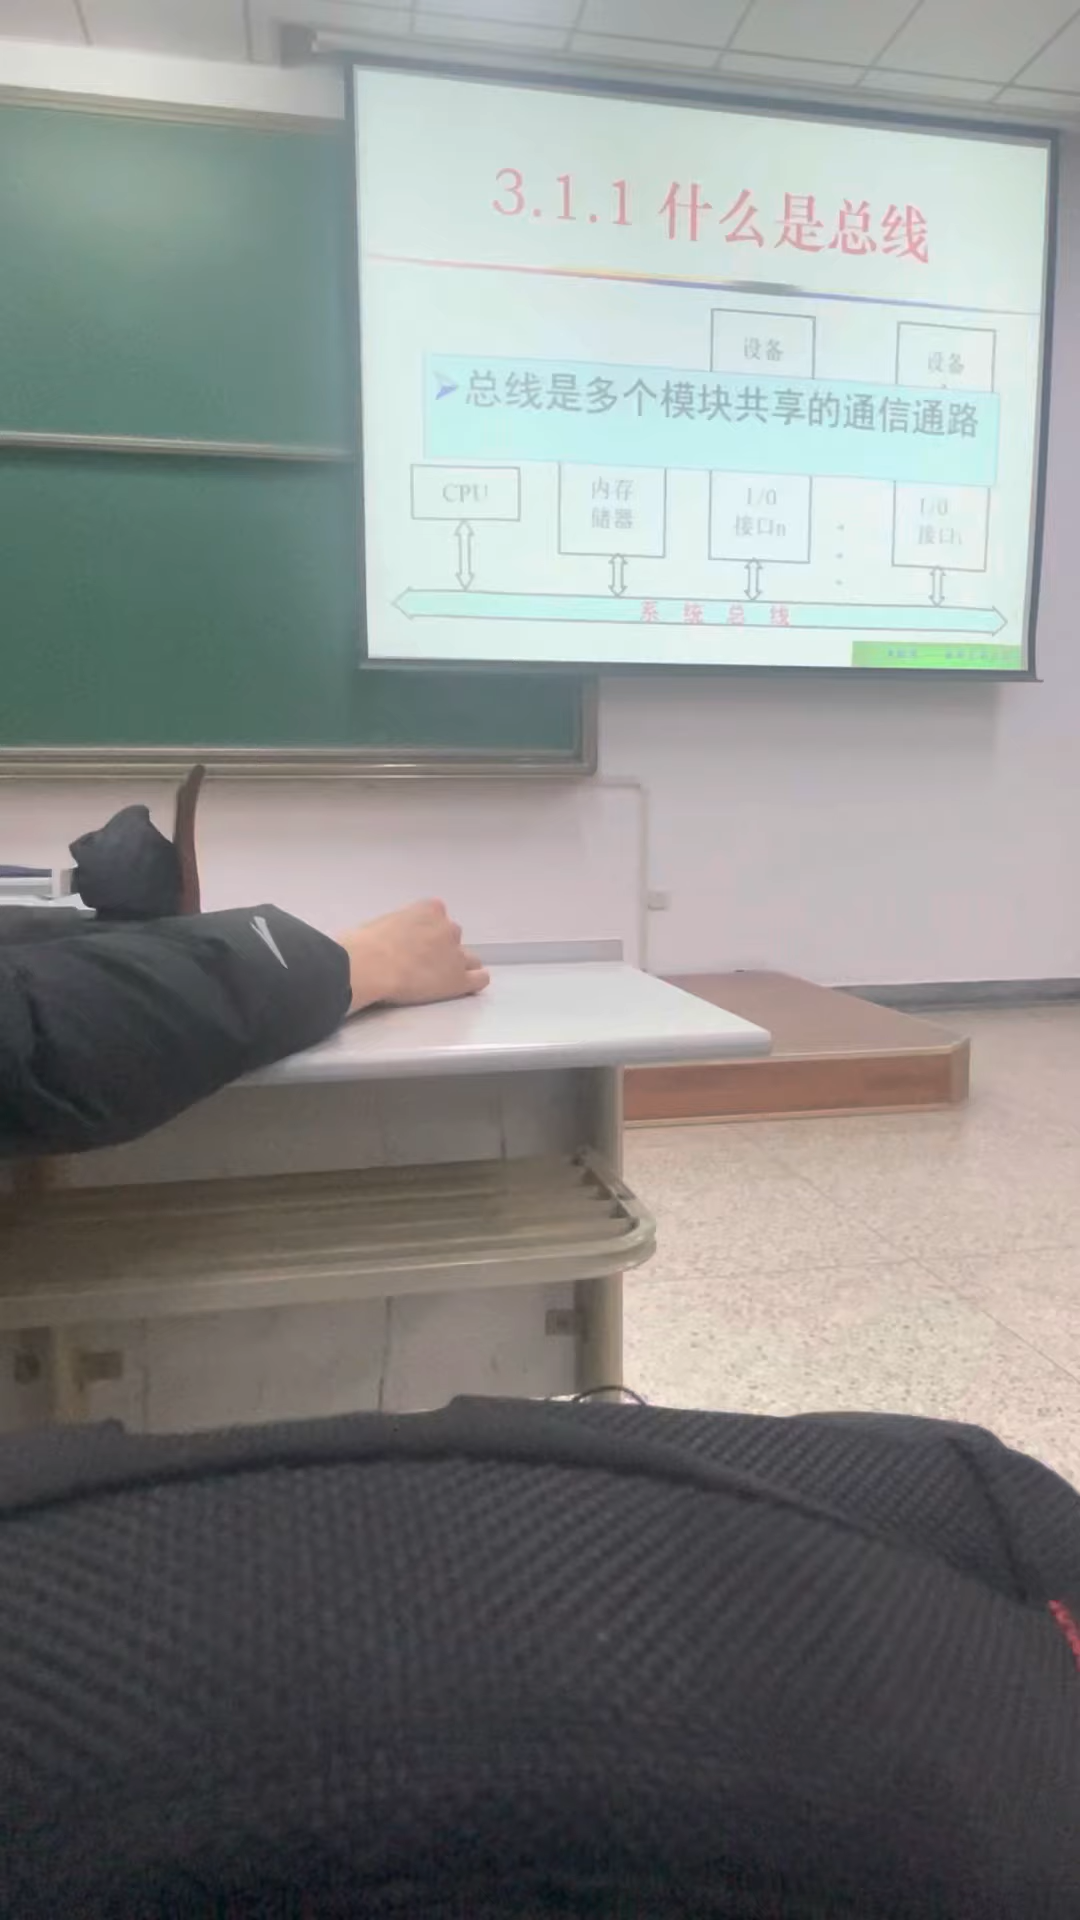 3.1.1 什么是总线
设备
设备
总线是多个模块共享的通信通路
CPU
内存
储器
I/0
接口n
I/0
系 统 总 线